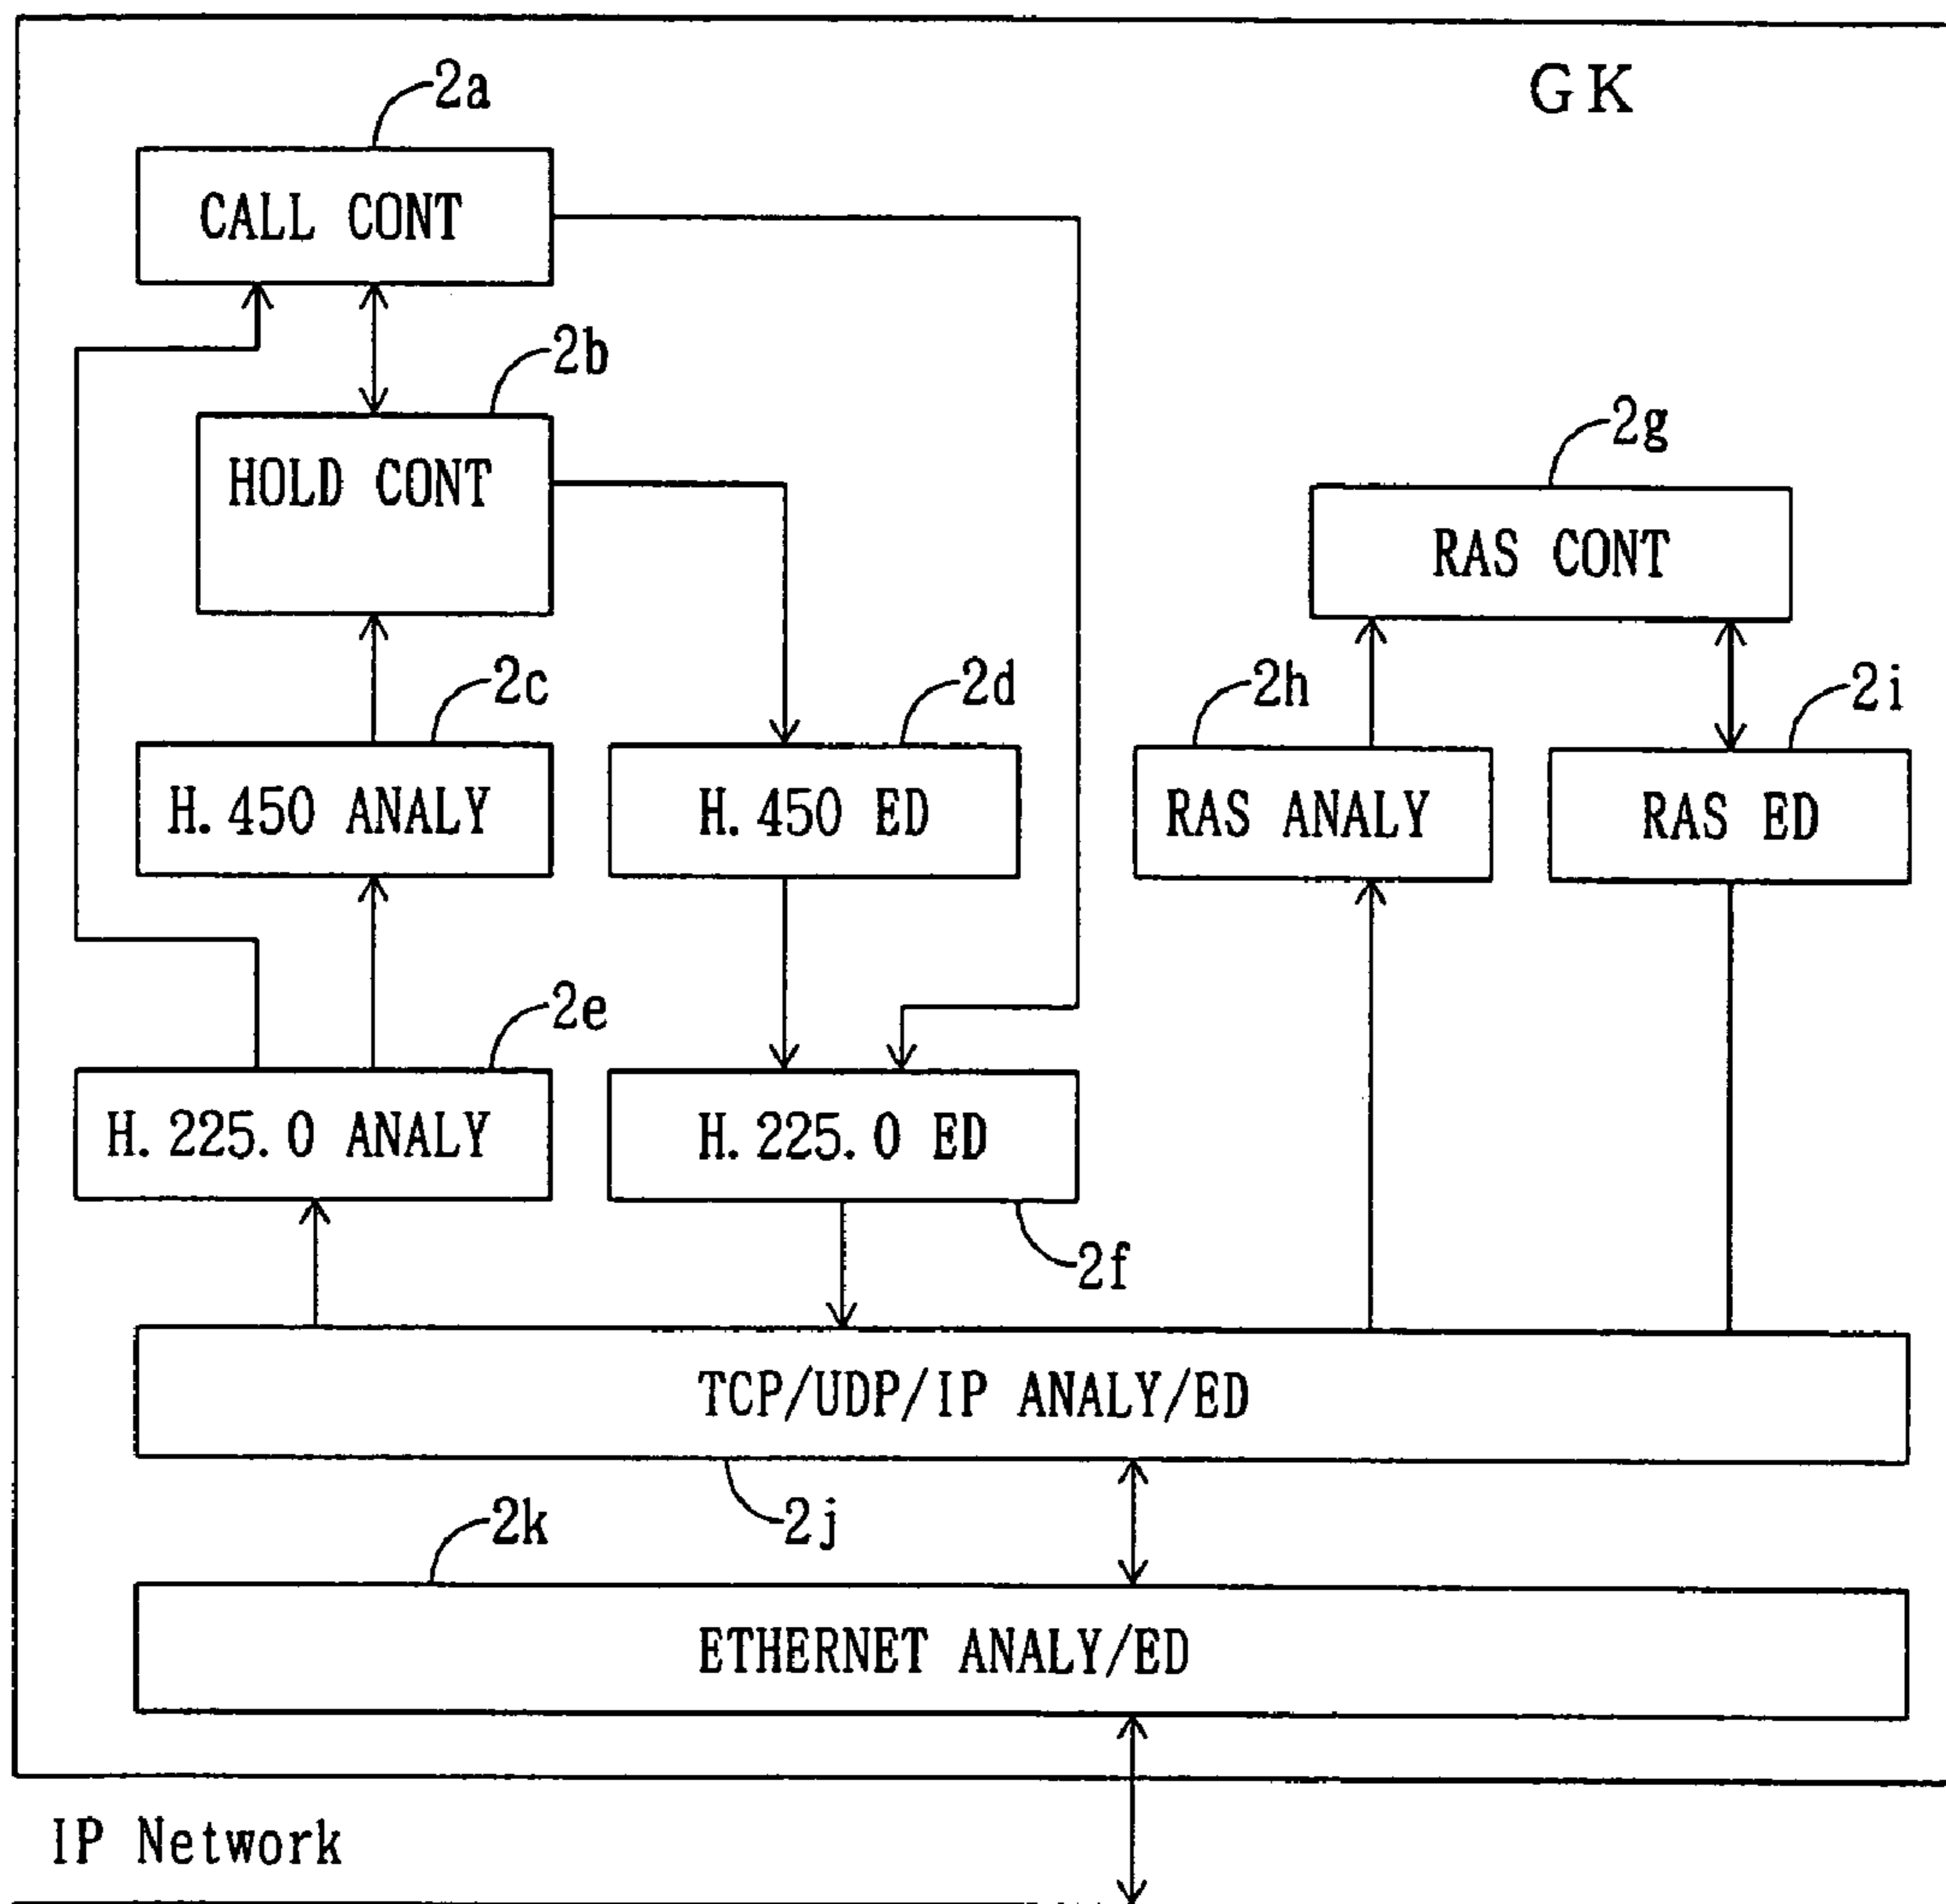 GK
2a
CALL CONT
2b
HOLD CONT
2g
RAS CONT
2c
2d
2h
2i
H.450 ANALY
H.450 ED
RAS ANALY
RAS ED
2e
H.225.0 ANALY
H.225.0 ED
2f
TCP/UDP/IP ANALY/ED
2k
2j
ETHERNET ANALY/ED
IP Network